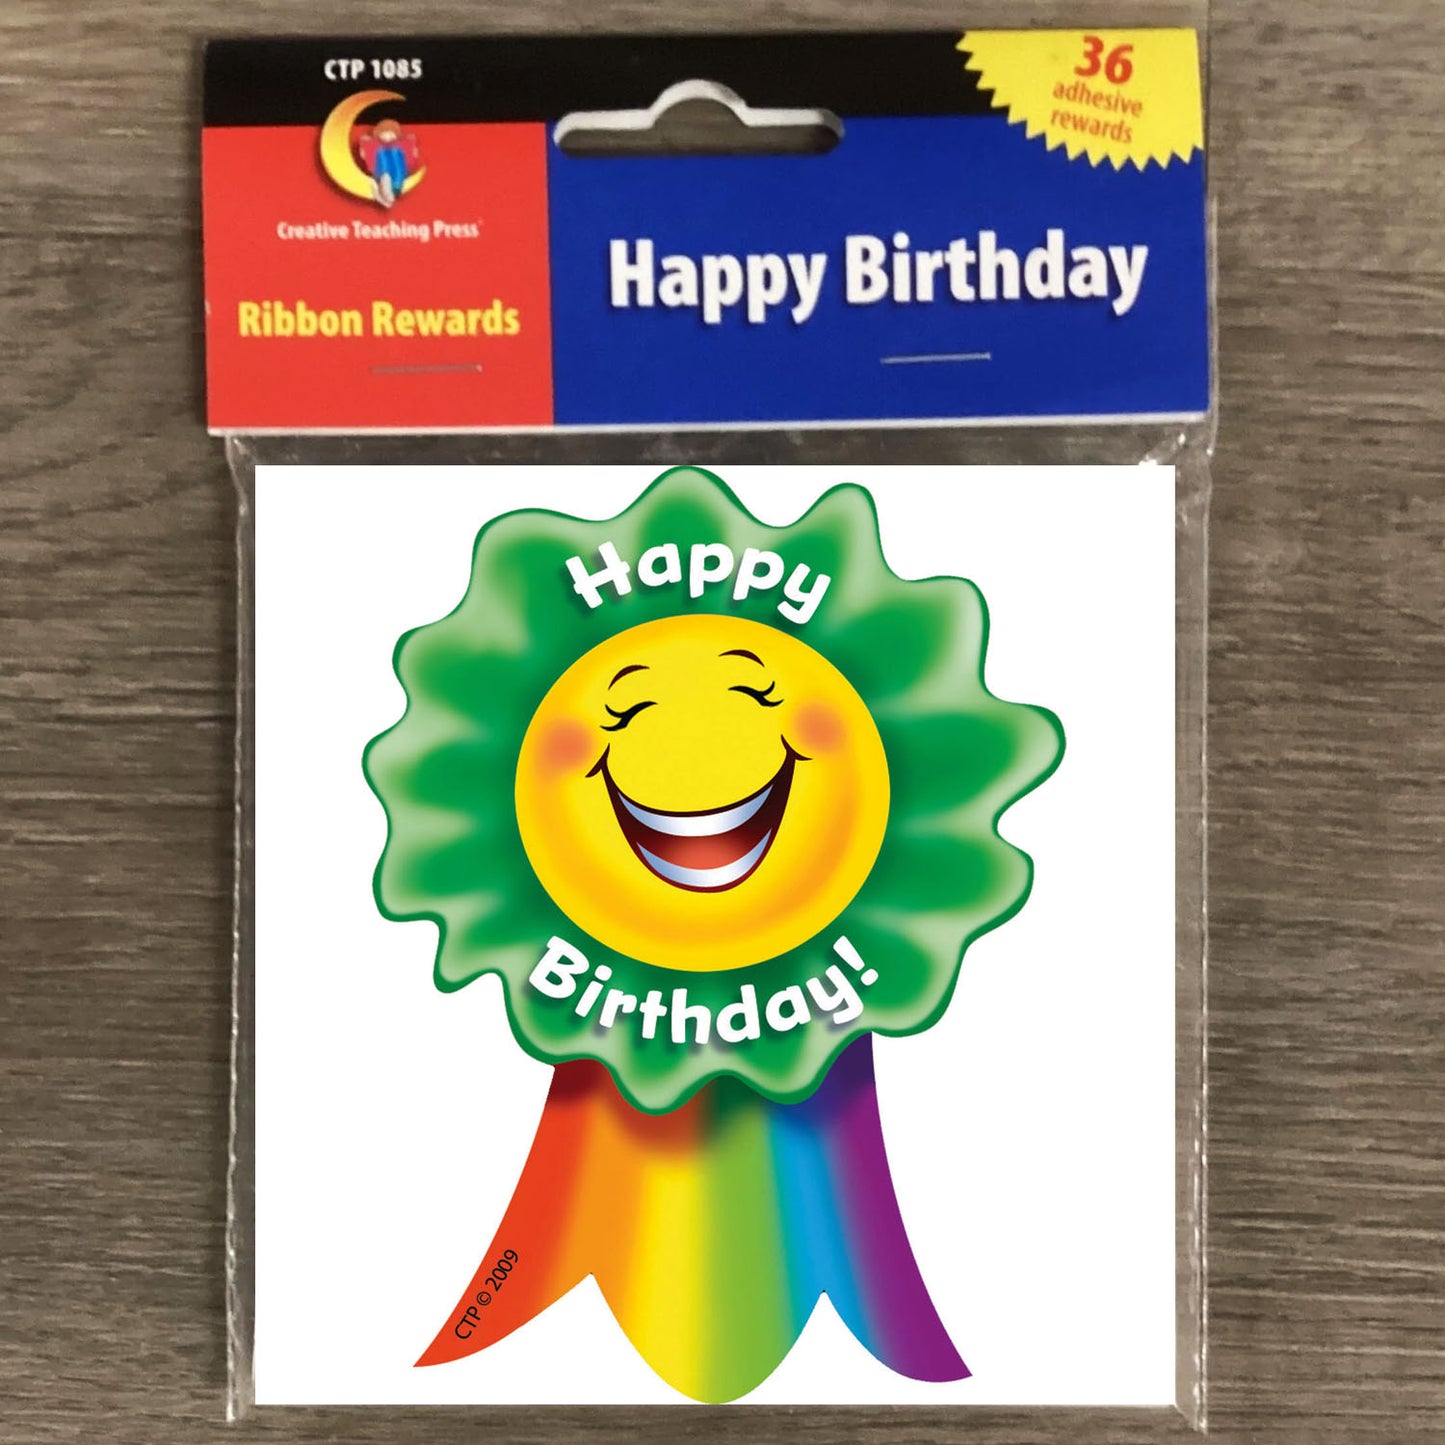 CTP 1085
36
adhesive
rewards
Creative Teaching Press
Ribbon Rewards
Happy Birthday
Happy
Birthday!
CTP © 2009